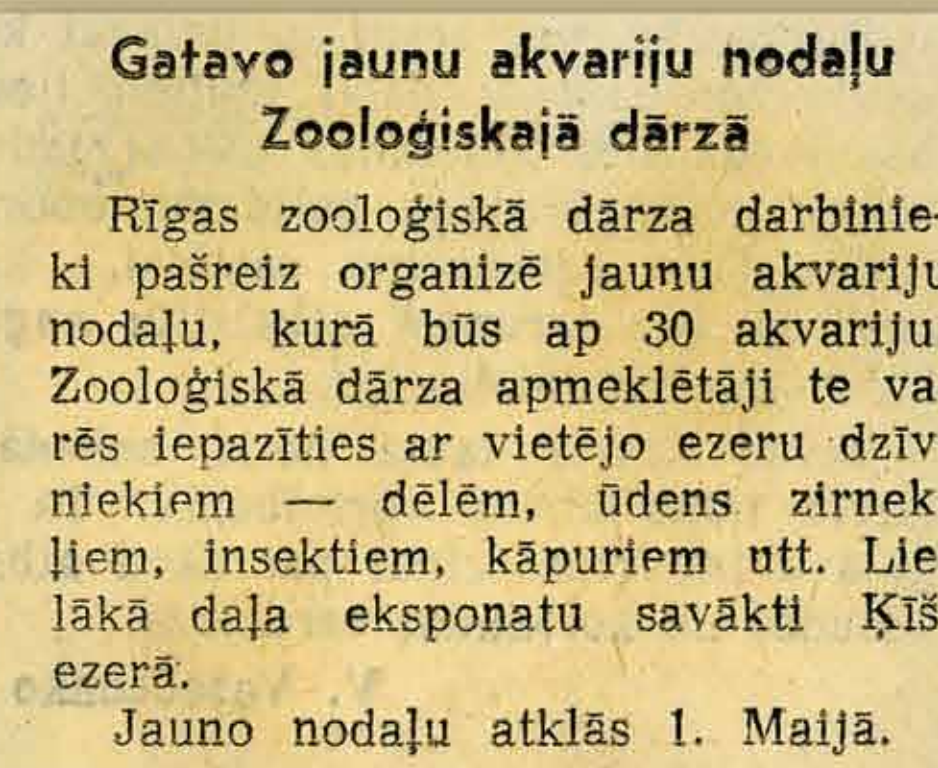 Gatavo jaunu akvariju nodaļu
Zooloģiskajā dārzā
Rīgas zooloģiskā dārza darbinie-
ki pašreiz organizē jaunu akvariju
nodaļu, kurā būs ap 30 akvariju
Zooloģiskā dārza apmeklētāji te va
rēs iepazīties ar vietējo ezeru dzīv
niekiem — dēlēm, ūdens zirnek
ļiem, insektiem, kāpuriem utt. Lie
lākā daļa eksponatu savākti Ķīš
ezerā.
Jauno nodaļu atklās 1. Maijā.